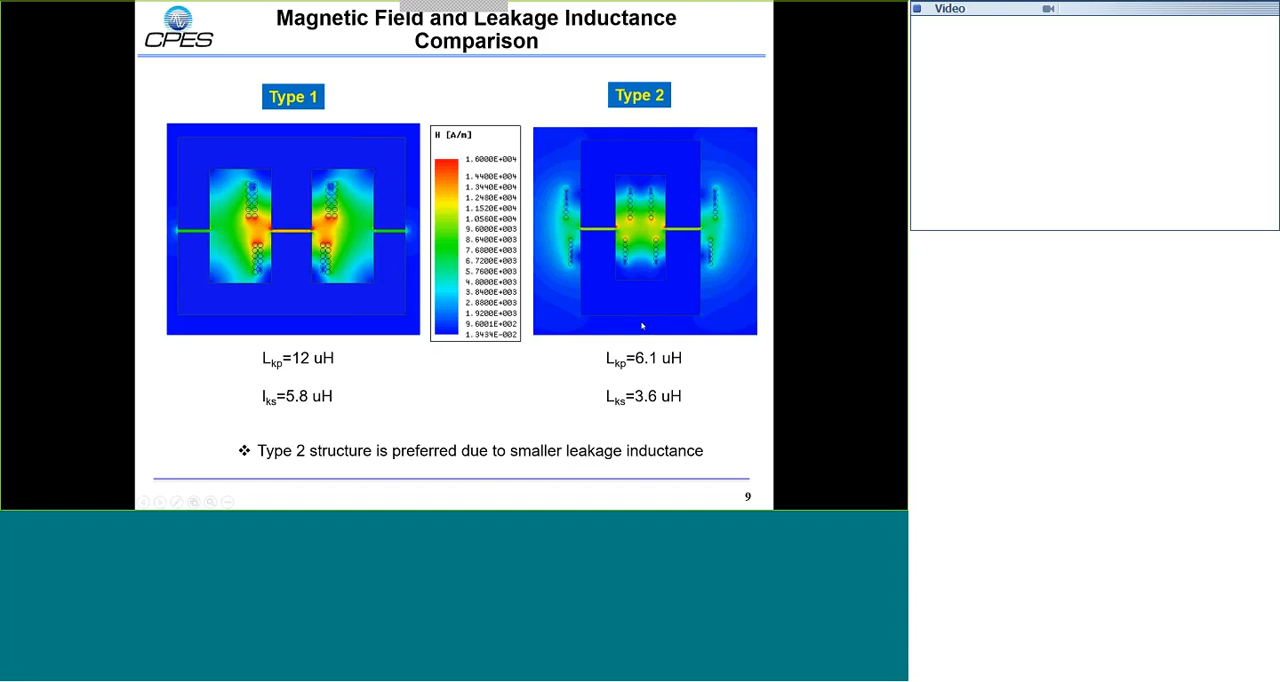 Video
CPES
Magnetic Field and Leakage Inductance
Comparison
Type 1
Type 2
H [A/m]
1.6000E+004
1.4400E+004
1.3440E+004
1.2480E+004
1.1520E+004
1.0560E+004
9.6000E+003
8.6400E+003
7.6800E+003
6.7200E+003
5.7600E+003
4.8000E+003
3.8400E+003
2.8800E+003
1.9200E+003
9.6001E+002
1.3434E-002
Lkp=12 uH
Lkp=6.1 uH
lks=5.8 uH
Lks=3.6 uH
❖ Type 2 structure is preferred due to smaller leakage inductance
9